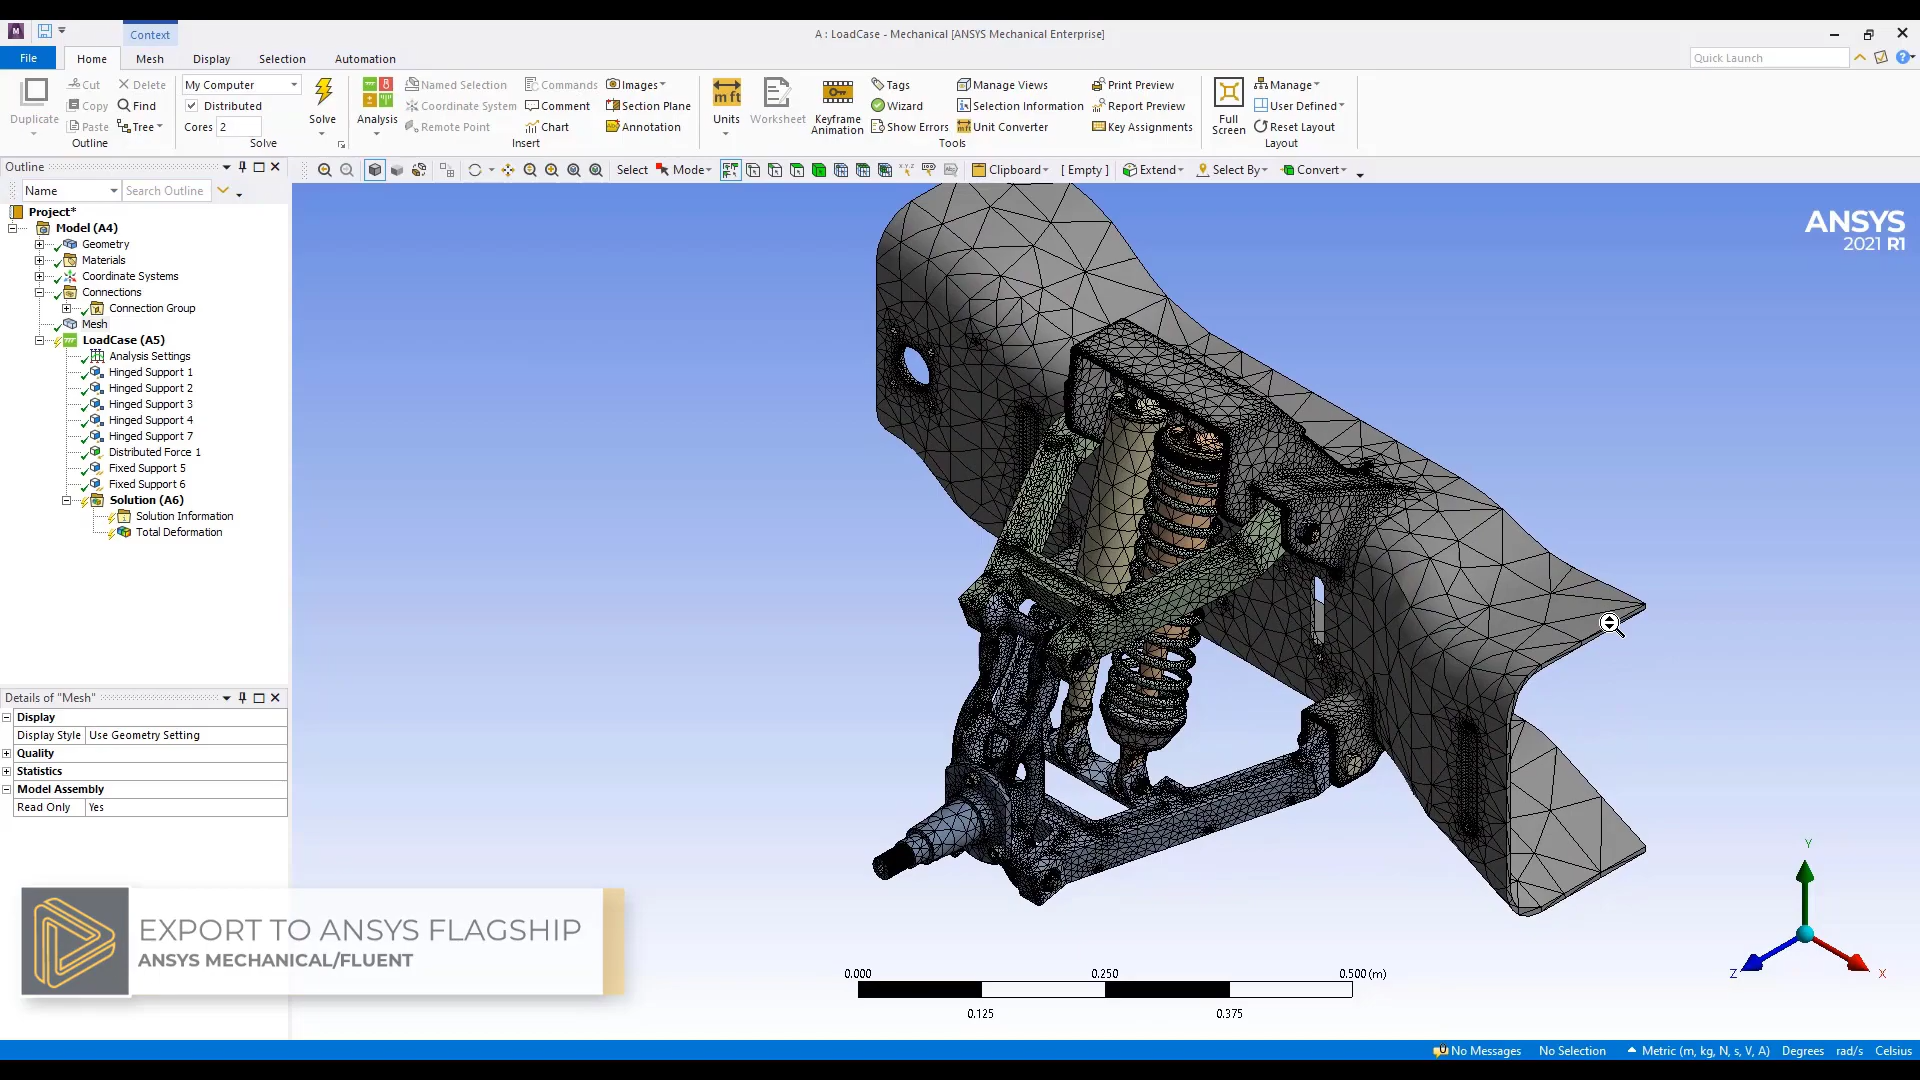 Context
A : LoadCase - Mechanical [ANSYS Mechanical Enterprise]
File
Home
Mesh
Display
Selection
Automation
Quick Launch
Duplicate
Cut
Copy
Paste
Delete
Find
Tree
Outline
My Computer
Distributed
Cores 2
Solve
Solve
Analysis
Named Selection
Coordinate System
Remote Point
Commands
Comment
Chart
Images
Section Plane
Annotation
Insert
Units
Worksheet
Keyframe
Animation
Tags
Wizard
Show Errors
Manage Views
Selection Information
Unit Converter
Print Preview
Report Preview
Key Assignments
Tools
Full
Screen
Manage
User Defined
Reset Layout
Layout
Outline
Select
Mode
Clipboard
[ Empty ]
Extend
Select By
Convert
Name
Search Outline
Project*
Model (A4)
Geometry
Materials
Coordinate Systems
Connections
Connection Group
Mesh
LoadCase (A5)
Analysis Settings
Hinged Support 1
Hinged Support 2
Hinged Support 3
Hinged Support 4
Hinged Support 7
Distributed Force 1
Fixed Support 5
Fixed Support 6
Solution (A6)
Solution Information
Total Deformation
ANSYS
2021 R1
Details of "Mesh"
Display
Display Style Use Geometry Setting
Quality
Statistics
Model Assembly
Read Only Yes
EXPORT TO ANSYS FLAGSHIP
ANSYS MECHANICAL/FLUENT
0.000
0.250
0.500 (m)
0.125
0.375
Y
Z
X
No Messages
No Selection
Metric (m, kg, N, s, V, A)
Degrees
rad/s
Celsius